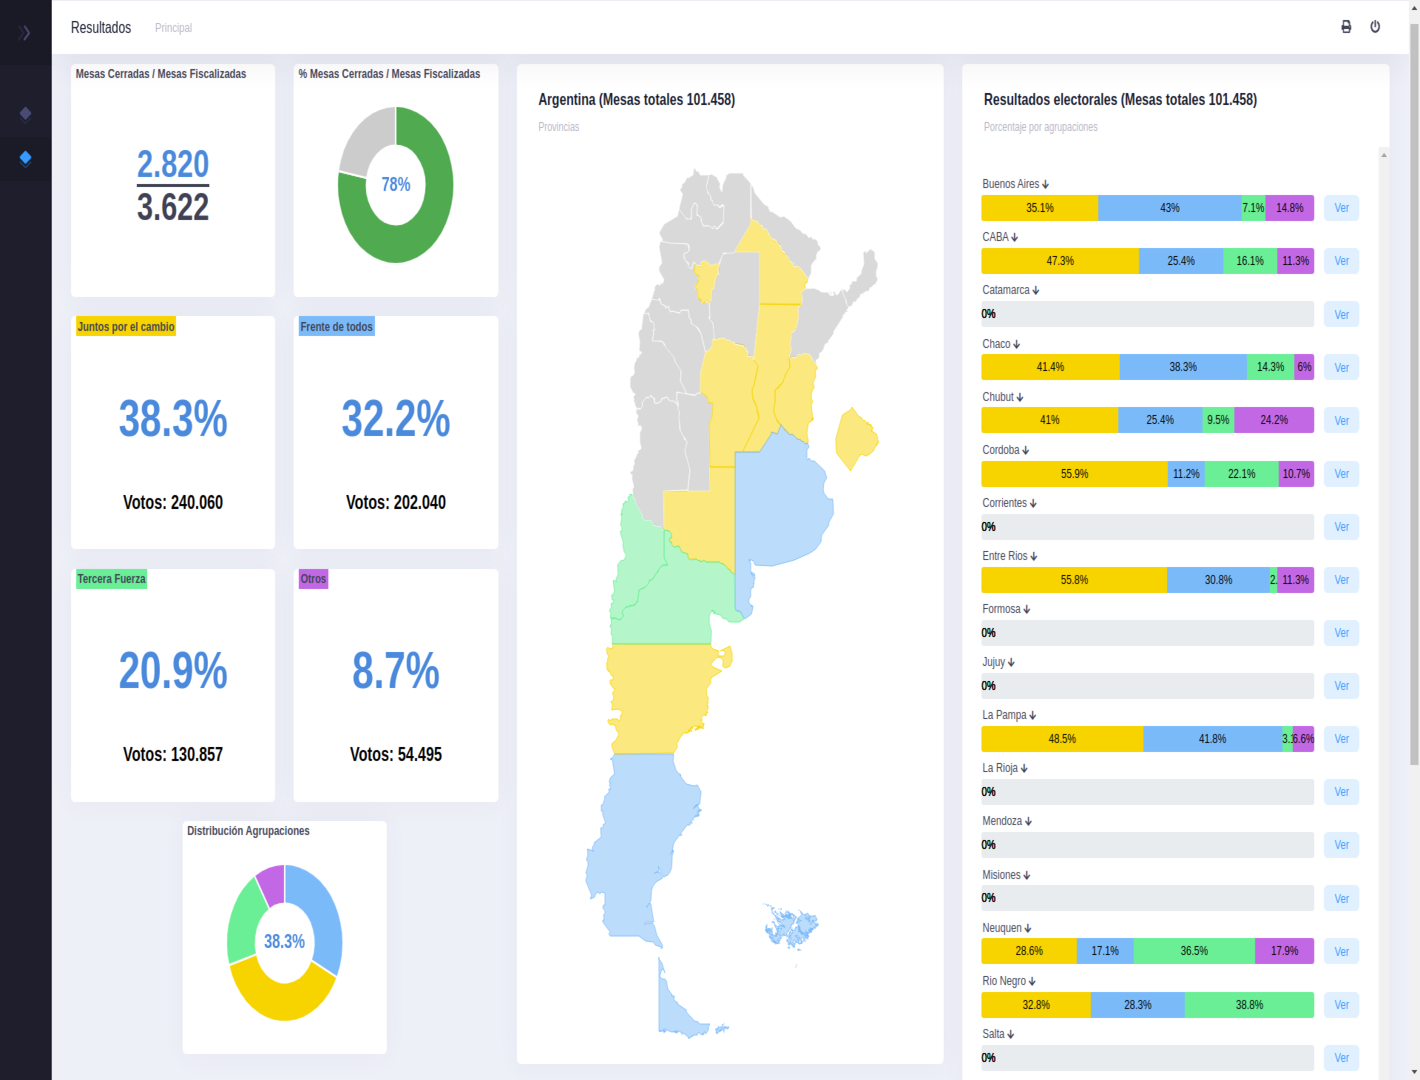 Resultados
Principal
Mesas Cerradas / Mesas Fiscalizadas
2.820
3.622
% Mesas Cerradas / Mesas Fiscalizadas
78%
Juntos por el cambio
38.3%
Votos: 240.060
Frente de todos
32.2%
Votos: 202.040
Tercera Fuerza
20.9%
Votos: 130.857
Otros
8.7%
Votos: 54.495
Distribución Agrupaciones
38.3%
Argentina (Mesas totales 101.458)
Provincias
Resultados electorales (Mesas totales 101.458)
Porcentaje por agrupaciones
Buenos Aires
35.1% 43% 7.1% 14.8% Ver
CABA
47.3% 25.4% 16.1% 11.3% Ver
Catamarca
0% Ver
Chaco
41.4% 38.3% 14.3% 6% Ver
Chubut
41% 25.4% 9.5% 24.2% Ver
Cordoba
55.9% 11.2% 22.1% 10.7% Ver
Corrientes
0% Ver
Entre Rios
55.8% 30.8% 2. 11.3% Ver
Formosa
0% Ver
Jujuy
0% Ver
La Pampa
48.5% 41.8% 3.1 6.6% Ver
La Rioja
0% Ver
Mendoza
0% Ver
Misiones
0% Ver
Neuquen
28.6% 17.1% 36.5% 17.9% Ver
Rio Negro
32.8% 28.3% 38.8% Ver
Salta
0% Ver